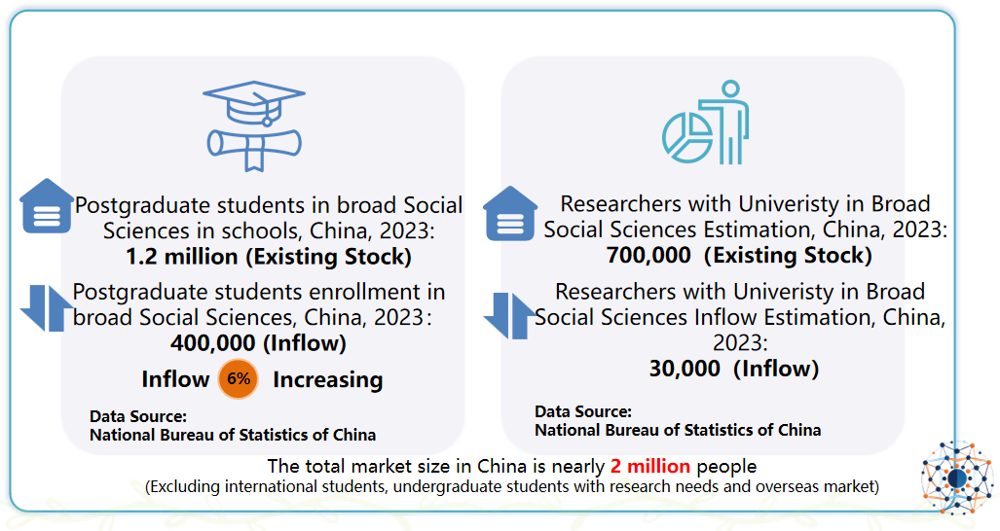 Postgraduate students in broad Social
Sciences in schools, China, 2023:
1.2 million (Existing Stock)
Postgraduate students enrollment in
broad Social Sciences, China, 2023:
400,000 (Inflow)
Inflow 6% Increasing
Data Source:
National Bureau of Statistics of China
Researchers with Univeristy in Broad
Social Sciences Estimation, China, 2023:
700,000 (Existing Stock)
Researchers with Univeristy in Broad
Social Sciences Inflow Estimation, China,
2023:
30,000 (Inflow)
Data Source:
National Bureau of Statistics of China
The total market size in China is nearly 2 million people
(Excluding international students, undergraduate students with research needs and overseas market)